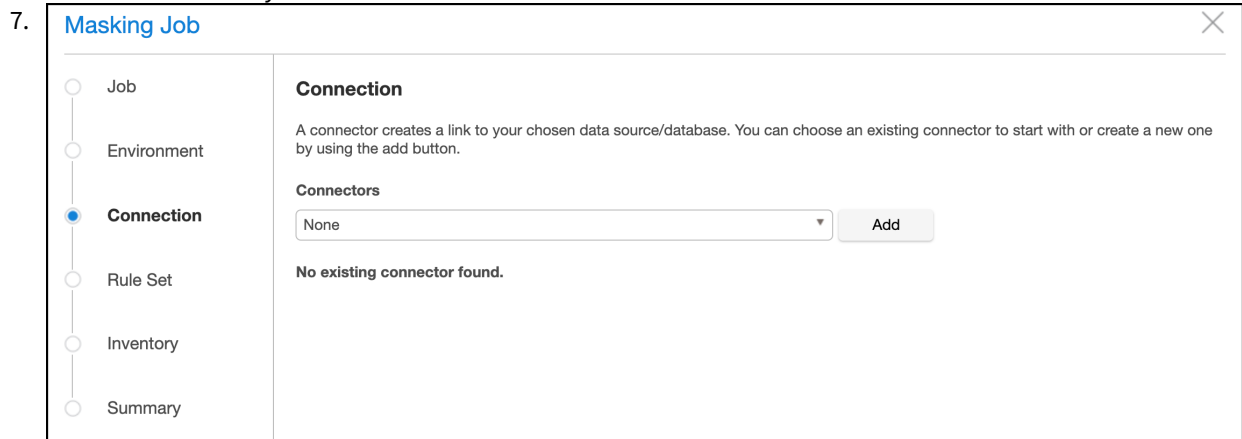 7.
Masking Job
Job
Environment
Connection
Rule Set
Inventory
Summary
Connection
A connector creates a link to your chosen data source/database. You can choose an existing connector to start with or create a new one
by using the add button.
Connectors
None
Add
No existing connector found.